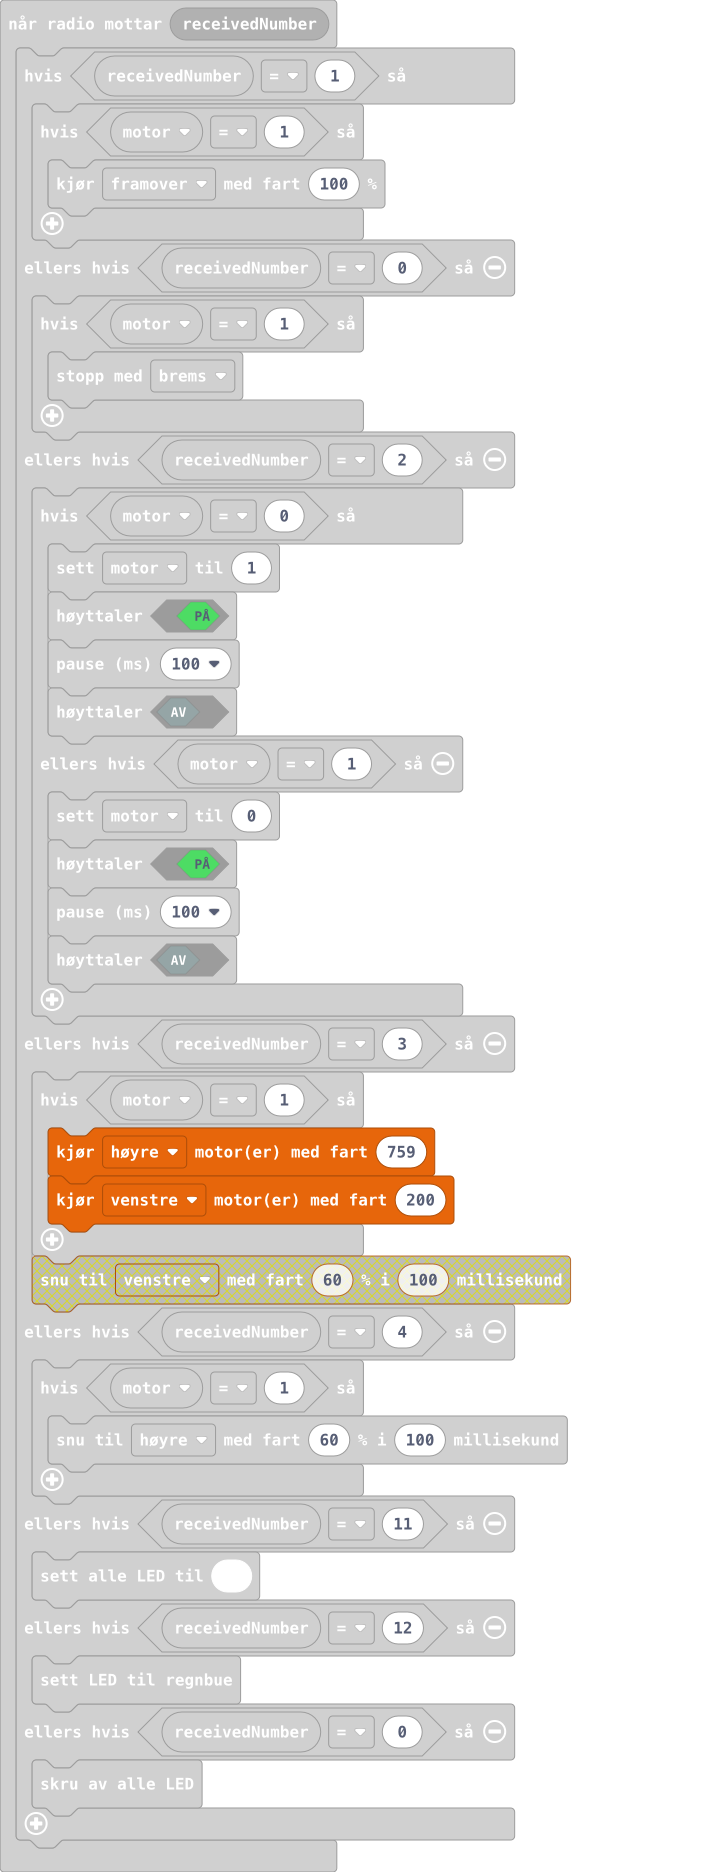 når radio mottar receivedNumber
hvis receivedNumber = 1 så
hvis motor = 1 så
kjør framover med fart 100 %
ellers hvis receivedNumber = 0 så
hvis motor = 1 så
stopp med brems
ellers hvis receivedNumber = 2 så
hvis motor = 0 så
sett motor til 1
høyttaler PÅ
pause (ms) 100
høyttaler AV
ellers hvis motor = 1 så
sett motor til 0
høyttaler PÅ
pause (ms) 100
høyttaler AV
ellers hvis receivedNumber = 3 så
hvis motor = 1 så
kjør høyre motor(er) med fart 759
kjør venstre motor(er) med fart 200
snu til venstre med fart 60 % i 100 millisekund
ellers hvis receivedNumber = 4 så
hvis motor = 1 så
snu til høyre med fart 60 % i 100 millisekund
ellers hvis receivedNumber = 11 så
sett alle LED til
ellers hvis receivedNumber = 12 så
sett LED til regnbue
ellers hvis receivedNumber = 0 så
skru av alle LED